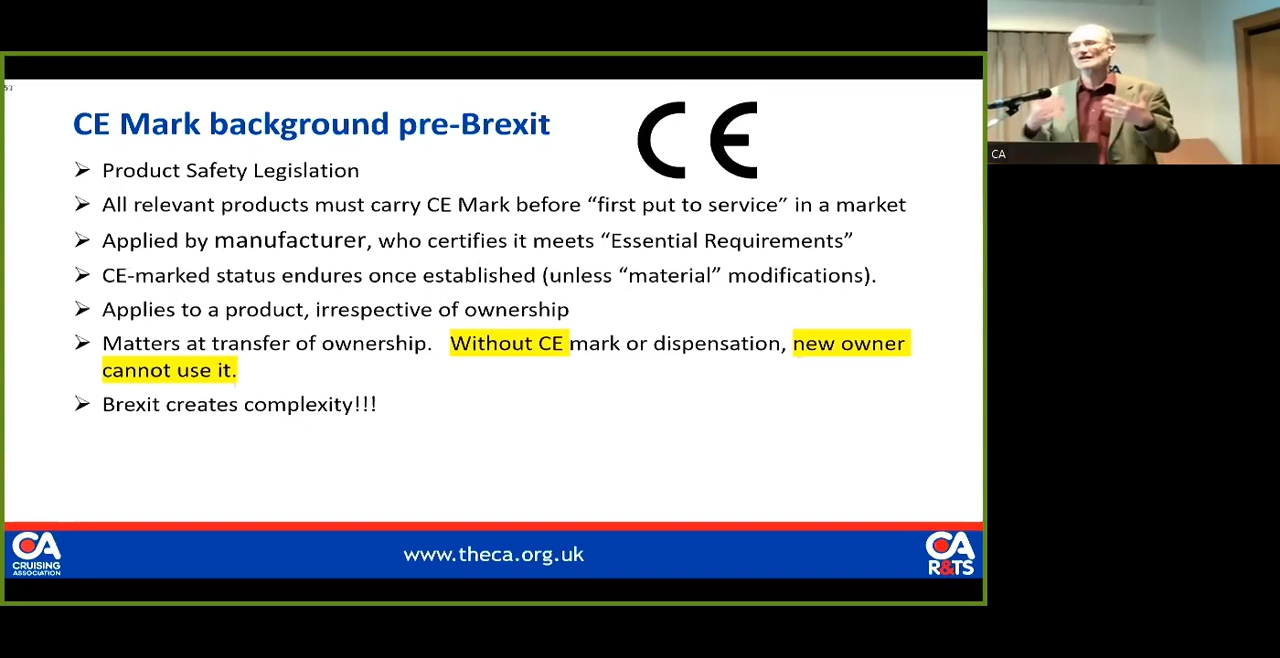 53
CE Mark background pre-Brexit
CE
➢ Product Safety Legislation
➢ All relevant products must carry CE Mark before “first put to service” in a market
➢ Applied by manufacturer, who certifies it meets “Essential Requirements”
➢ CE-marked status endures once established (unless “material” modifications).
➢ Applies to a product, irrespective of ownership
➢ Matters at transfer of ownership. Without CE mark or dispensation, new owner
cannot use it.
➢ Brexit creates complexity!!!
CA
CRUISING
ASSOCIATION
www.theca.org.uk
CA
R&TS
CA